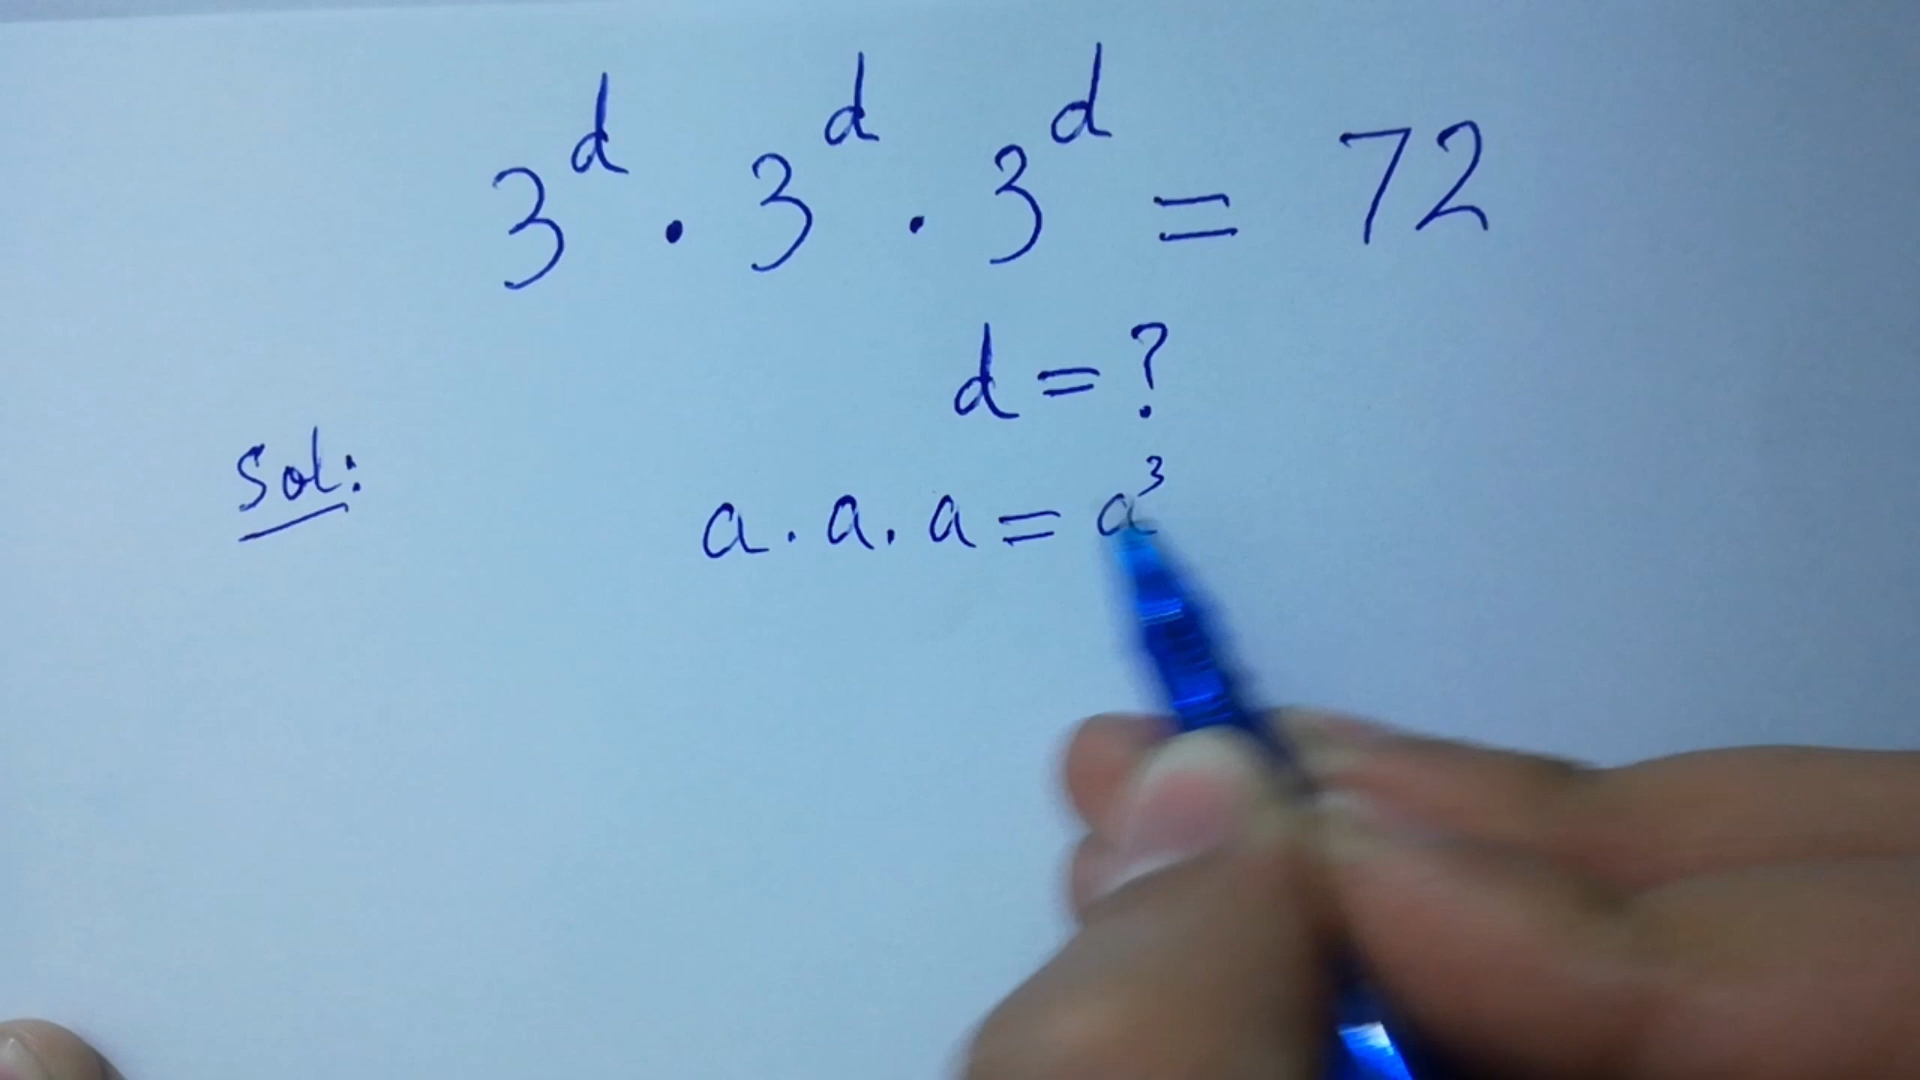 3^d · 3^d · 3^d = 72
d = ?
Sol:
a · a · a = a^3